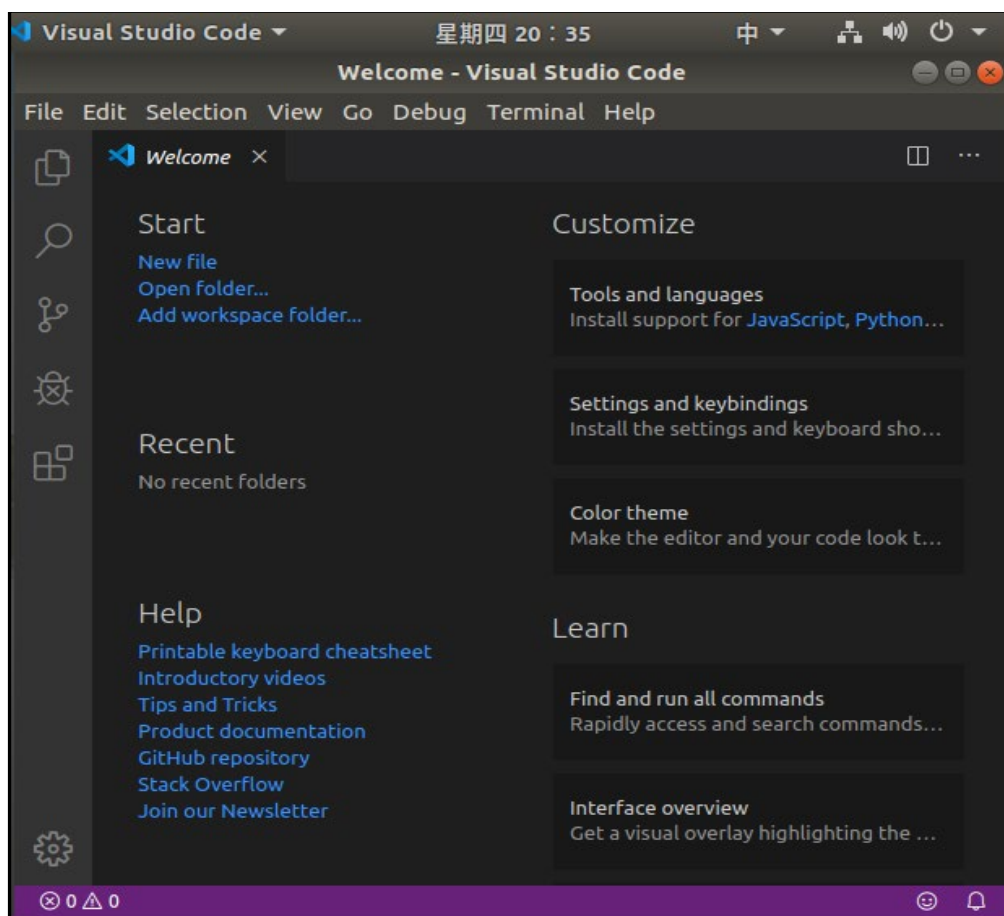 Visual Studio Code
星期四 20：35
中
Welcome - Visual Studio Code
File Edit Selection View Go Debug Terminal Help
Welcome
Start
New file
Open folder...
Add workspace folder...
Recent
No recent folders
Help
Printable keyboard cheatsheet
Introductory videos
Tips and Tricks
Product documentation
GitHub repository
Stack Overflow
Join our Newsletter
Customize
Tools and languages
Install support for JavaScript, Python...
Settings and keybindings
Install the settings and keyboard sho...
Color theme
Make the editor and your code look t...
Learn
Find and run all commands
Rapidly access and search commands...
Interface overview
Get a visual overlay highlighting the ...
0 0